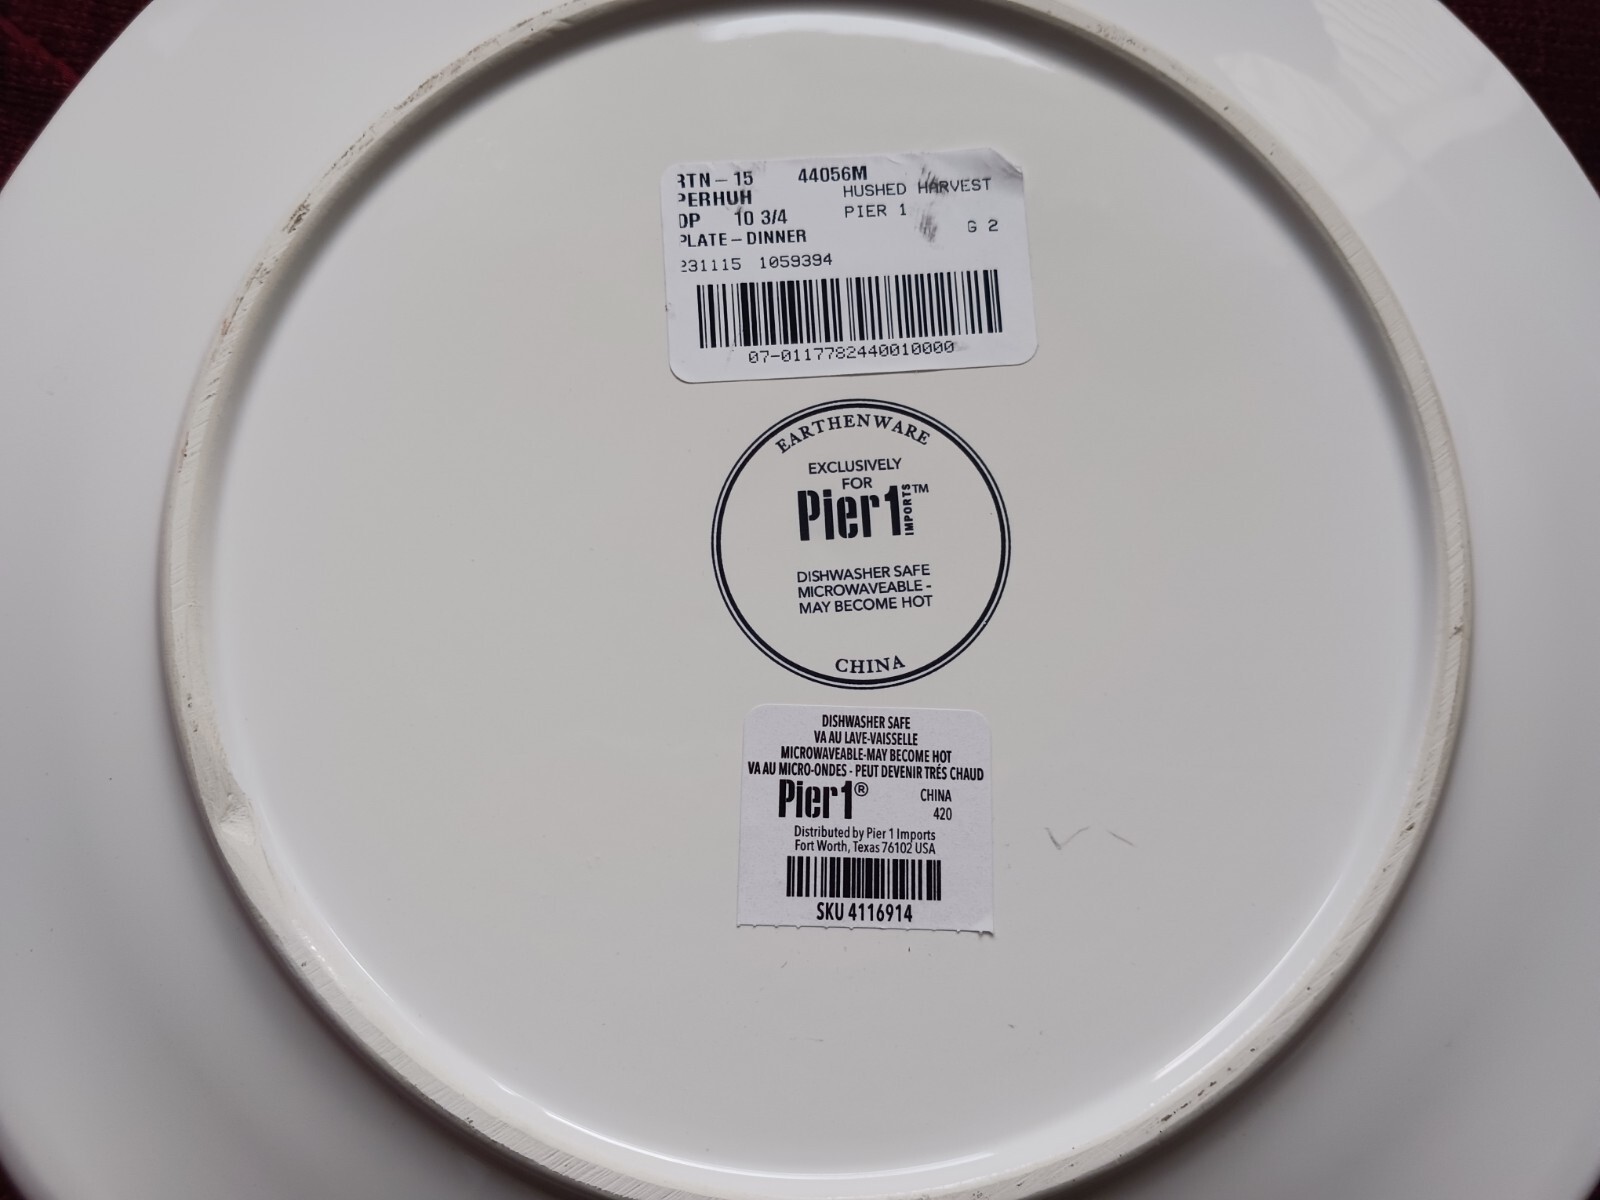 RTN – 15 44056M
PERHUH HUSHED HARVEST
DP 10 3/4 PIER 1
PLATE – DINNER G 2
231115 1059394
07-0117782440010000
EARTHENWARE
EXCLUSIVELY
FOR
Pier1 IMPORTS™
DISHWASHER SAFE
MICROWAVEABLE -
MAY BECOME HOT
CHINA
DISHWASHER SAFE
VA AU LAVE-VAISSELLE
MICROWAVEABLE-MAY BECOME HOT
VA AU MICRO-ONDES - PEUT DEVENIR TRÉS CHAUD
Pier1® CHINA
420
Distributed by Pier 1 Imports
Fort Worth, Texas 76102 USA
SKU 4116914